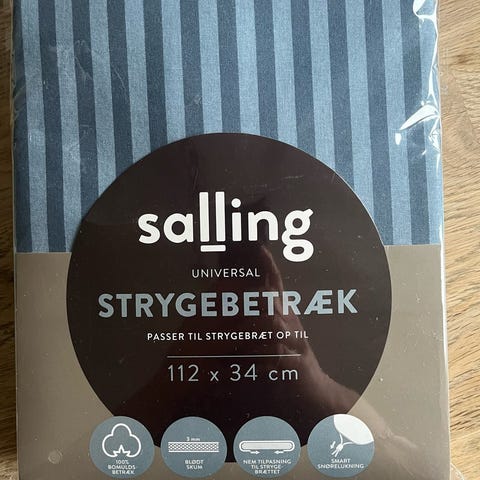 salling
UNIVERSAL
STRYGEBETRÆK
PASSER TIL STRYGEBRÆT OP TIL
112 x 34 cm
100%
BOMULDS-
BETRÆK
3 mm
BLØDT
SKUM
NEM TILPASNING
TIL STRYGE
BRÆTTET
SMART
SNØRELUKNING